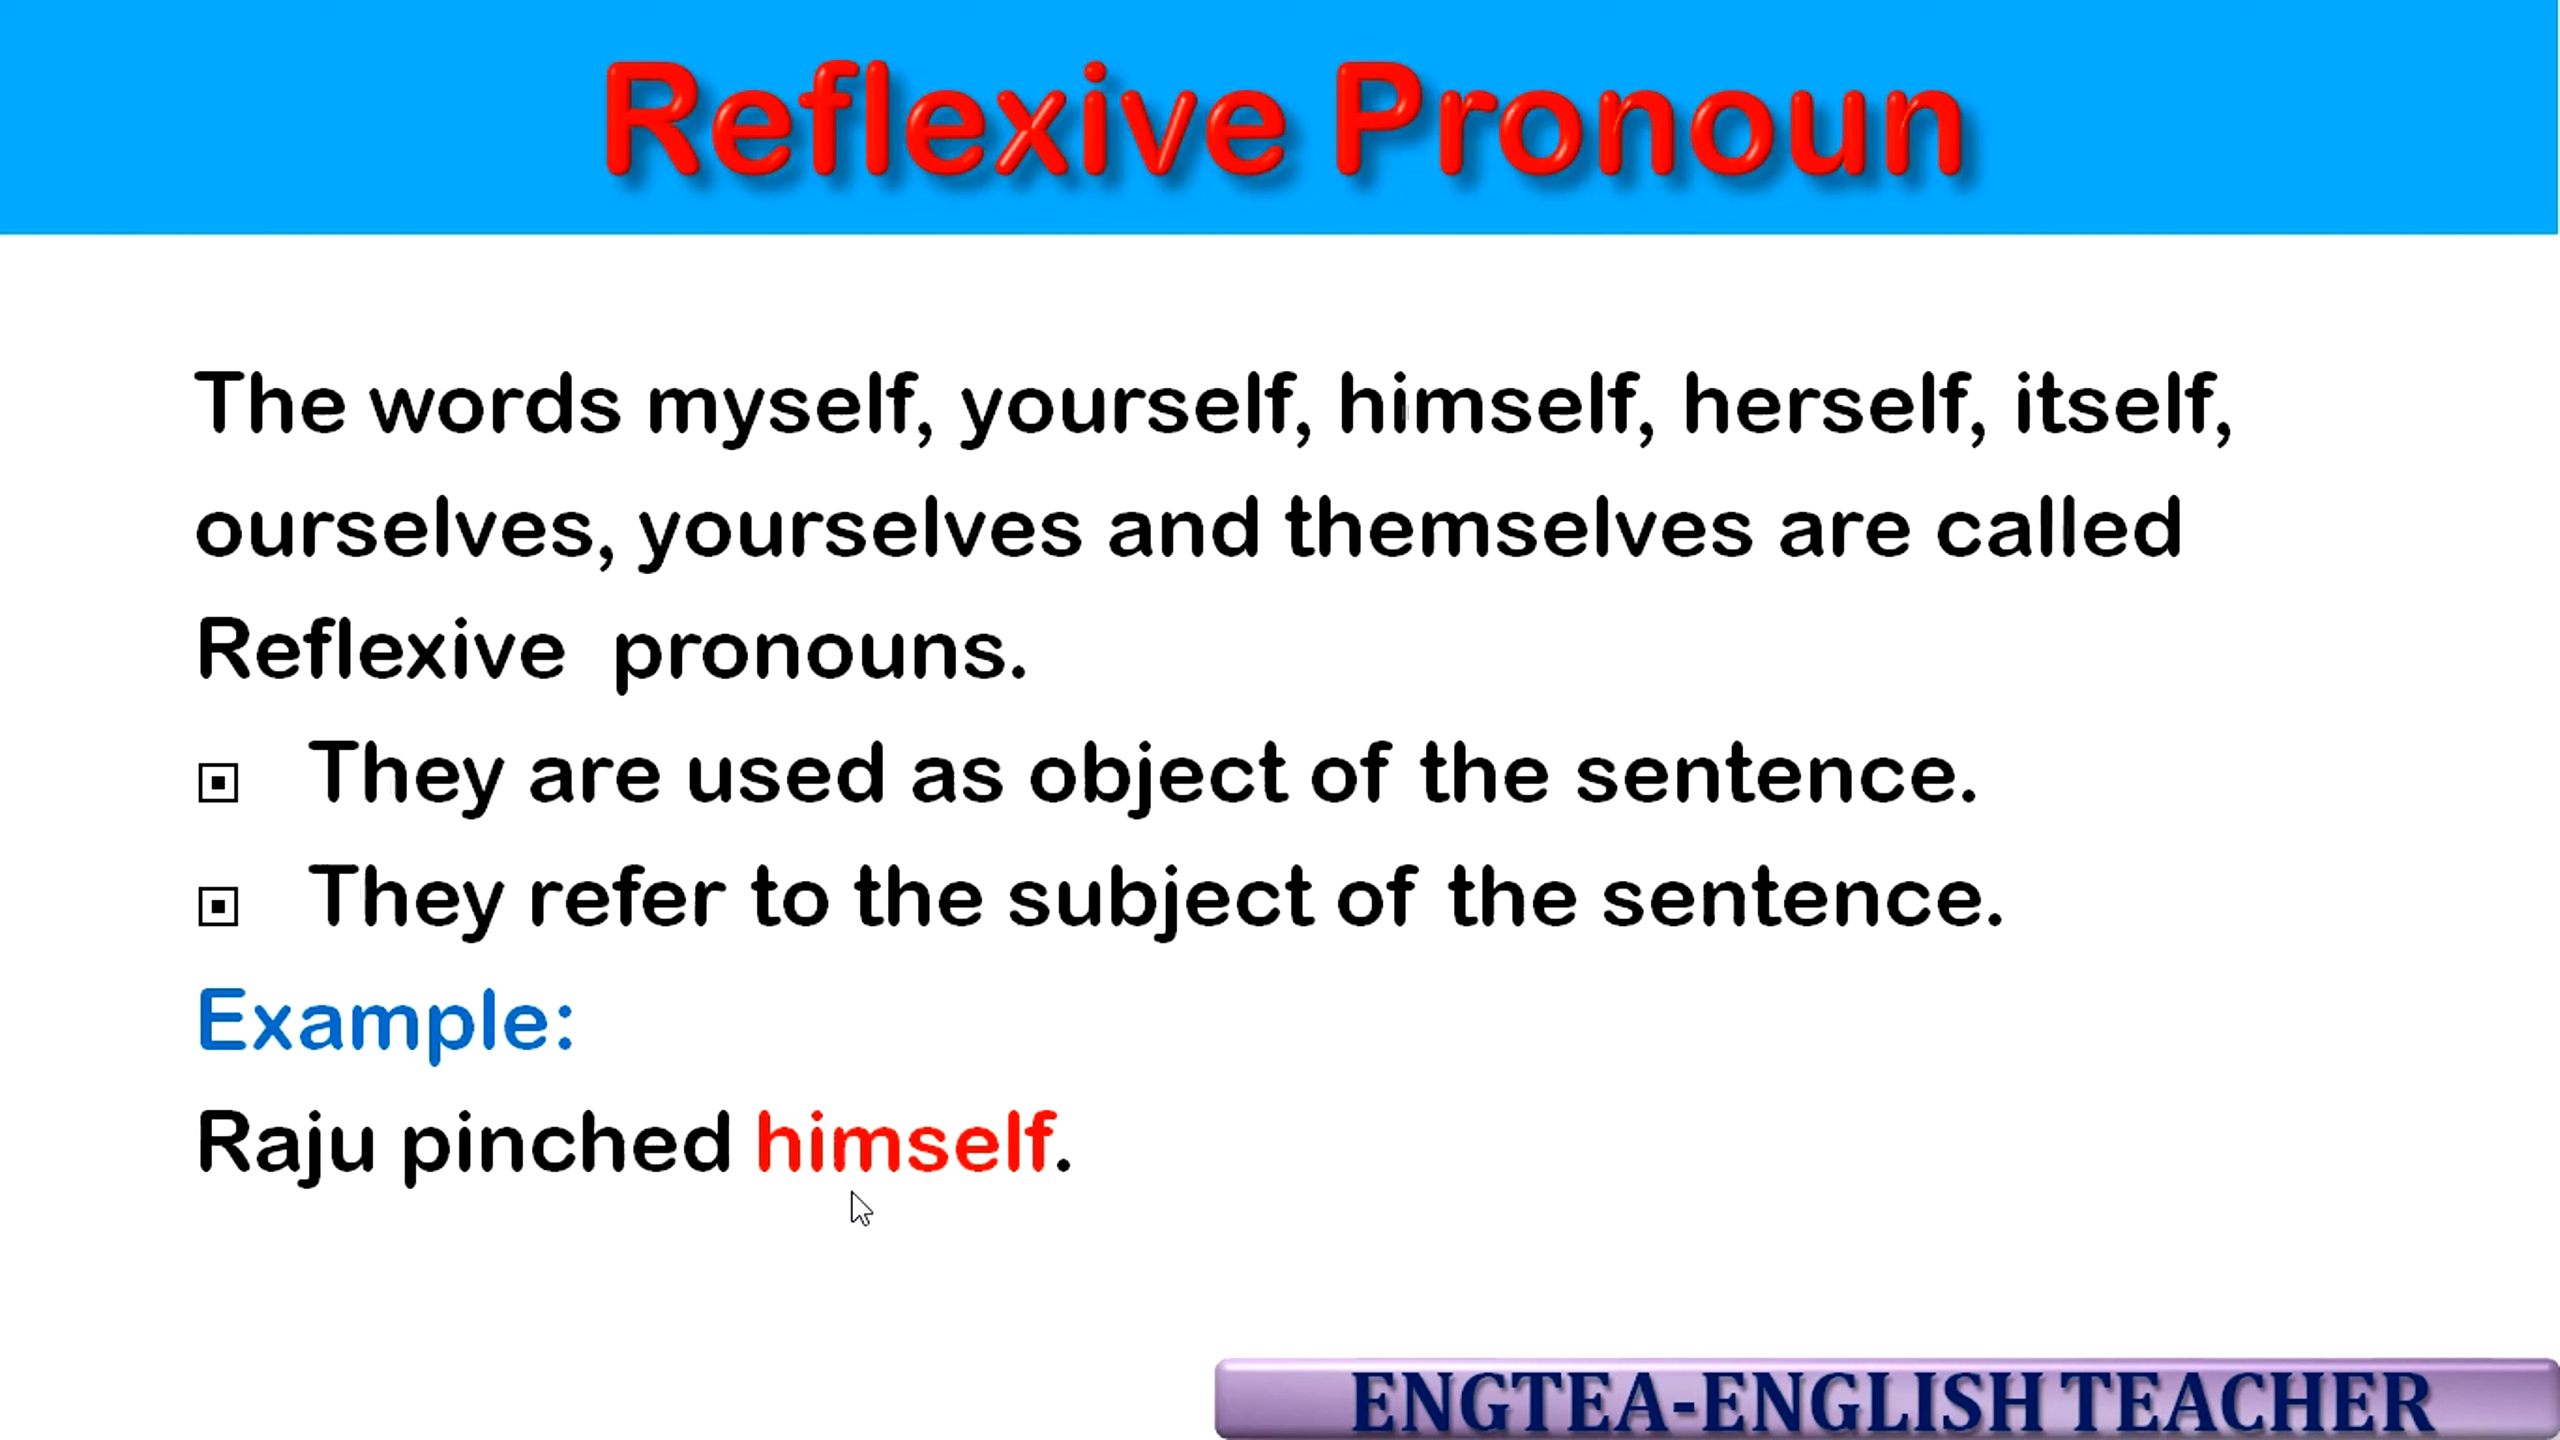 Reflexive Pronoun
The words myself, yourself, himself, herself, itself,
ourselves, yourselves and themselves are called
Reflexive pronouns.
They are used as object of the sentence.
They refer to the subject of the sentence.
Example:
Raju pinched himself.
ENGTEA-ENGLISH TEACHER